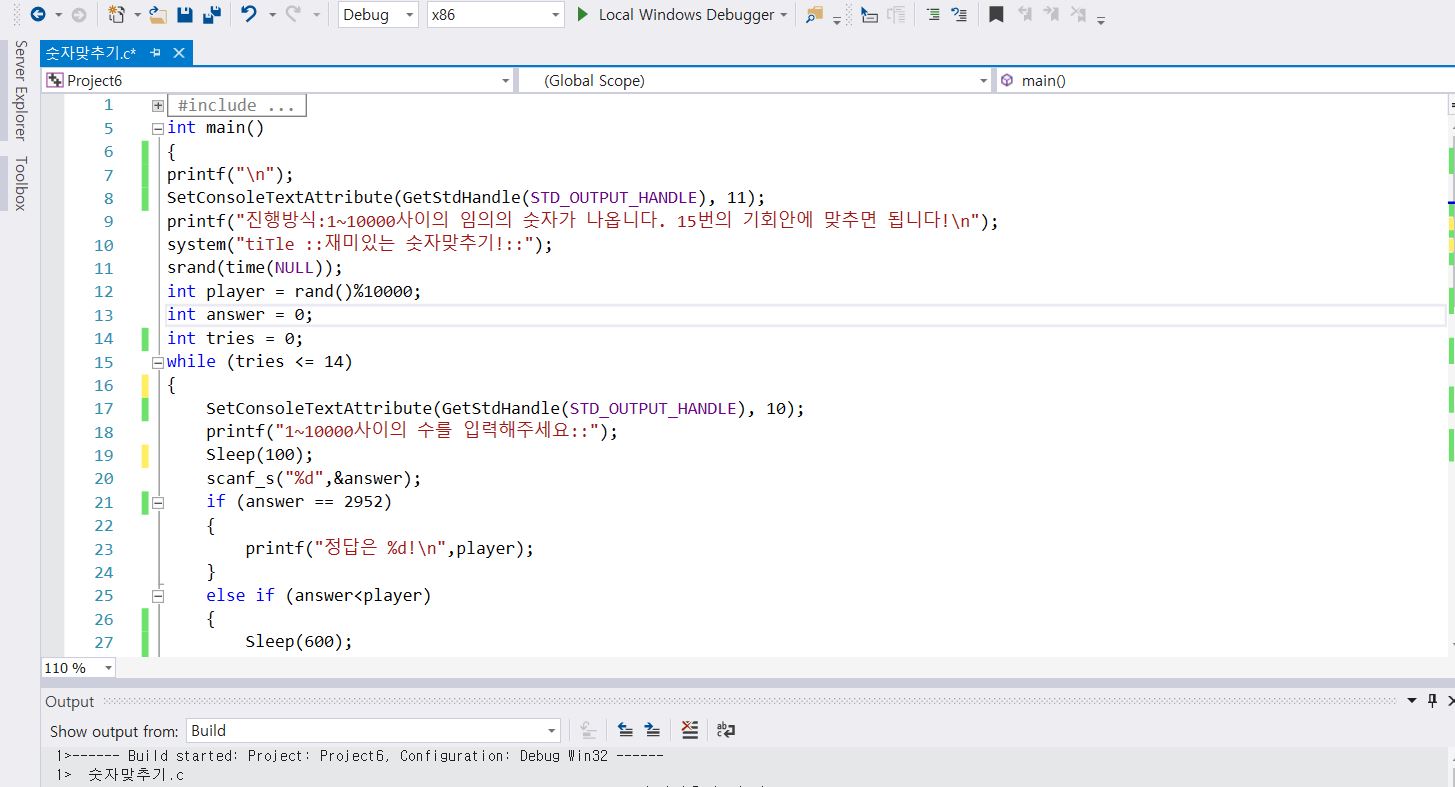 Debug x86 Local Windows Debugger
Server Explorer
Toolbox
숫자맞추기.c*
Project6 (Global Scope) main()
1 #include ...
5 int main()
6 {
7 printf("\n");
8 SetConsoleTextAttribute(GetStdHandle(STD_OUTPUT_HANDLE), 11);
9 printf("진행방식:1~10000사이의 임의의 숫자가 나옵니다. 15번의 기회안에 맞추면 됩니다!\n");
10 system("tiTle ::재미있는 숫자맞추기!::");
11 srand(time(NULL));
12 int player = rand()%10000;
13 int answer = 0;
14 int tries = 0;
15 while (tries <= 14)
16 {
17 SetConsoleTextAttribute(GetStdHandle(STD_OUTPUT_HANDLE), 10);
18 printf("1~10000사이의 수를 입력해주세요::");
19 Sleep(100);
20 scanf_s("%d",&answer);
21 if (answer == 2952)
22 {
23 printf("정답은 %d!\n",player);
24 }
25 else if (answer<player)
26 {
27 Sleep(600);
110 %
Output
Show output from: Build
1>------ Build started: Project: Project6, Configuration: Debug Win32 ------
1> 숫자맞추기.c